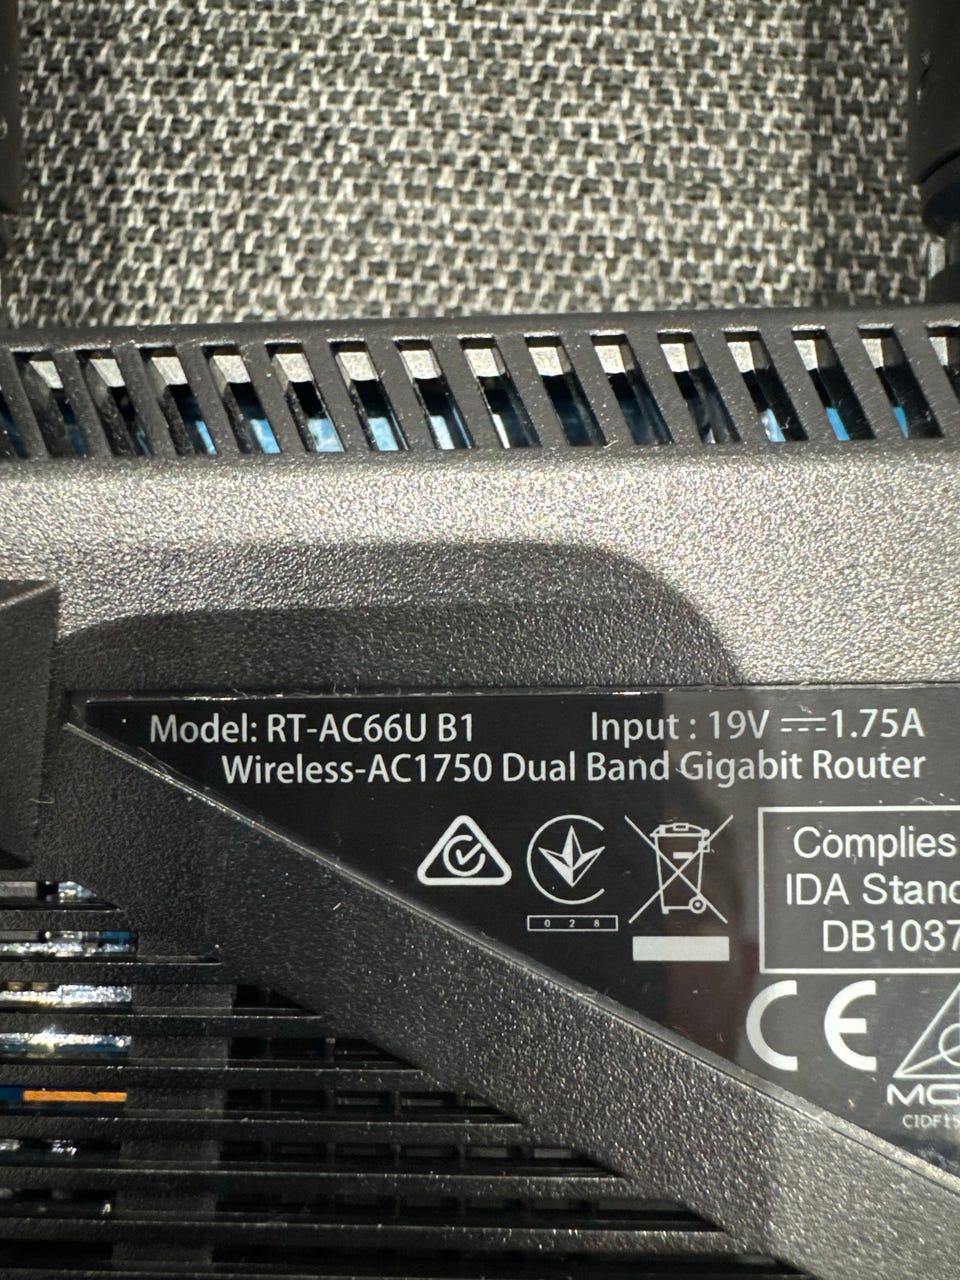 Model: RT-AC66U B1 Input : 19V ⎓1.75A
Wireless-AC1750 Dual Band Gigabit Router
Complies
IDA
DB1037
028
CE